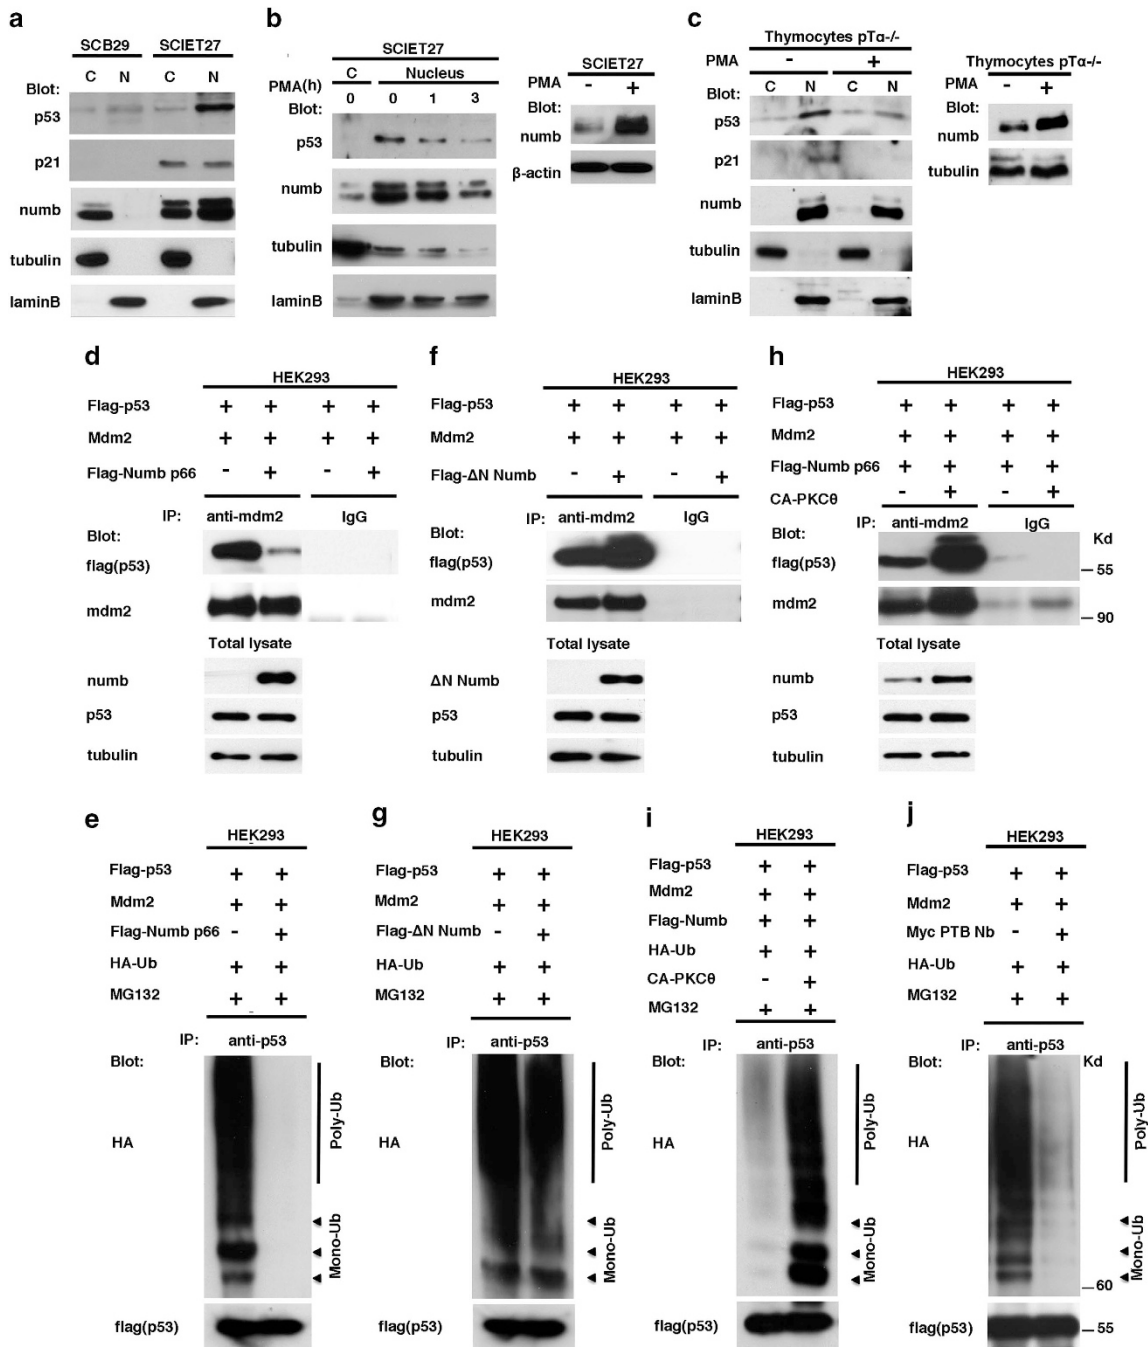 a
SCB29 SCIET27
C N C N
Blot:
p53
p21
numb
tubulin
laminB
b
SCIET27
C Nucleus
PMA(h) 0 0 1 3
Blot:
p53
numb
tubulin
laminB
SCIET27
PMA - +
Blot:
numb
β-actin
c
Thymocytes pTα-/-
PMA - +
Blot: C N C N
p53
p21
numb
tubulin
laminB
Thymocytes pTα-/-
PMA - +
Blot:
numb
tubulin
d
HEK293
Flag-p53 + + + +
Mdm2 + + + +
Flag-Numb p66 - + - +
IP: anti-mdm2 IgG
Blot:
flag(p53)
mdm2
Total lysate
numb
p53
tubulin
f
HEK293
Flag-p53 + + + +
Mdm2 + + + +
Flag-ΔN Numb - + - +
IP: anti-mdm2 IgG
Blot:
flag(p53)
mdm2
Total lysate
ΔN Numb
p53
tubulin
h
HEK293
Flag-p53 + + + +
Mdm2 + + + +
Flag-Numb p66 + + + +
CA-PKCθ - + - +
IP: anti-mdm2 IgG
Blot: Kd
flag(p53) 55
mdm2 90
Total lysate
numb
p53
tubulin
e
HEK293
Flag-p53 + +
Mdm2 + +
Flag-Numb p66 - +
HA-Ub + +
MG132 + +
IP: anti-p53
Blot:
HA
Poly-Ub
Mono-Ub
flag(p53)
g
HEK293
Flag-p53 + +
Mdm2 + +
Flag-ΔN Numb - +
HA-Ub + +
MG132 + +
IP: anti-p53
Blot:
HA
Poly-Ub
Mono-Ub
flag(p53)
i
HEK293
Flag-p53 + +
Mdm2 + +
Flag-Numb + +
HA-Ub + +
CA-PKCθ - +
MG132 + +
IP: anti-p53
Blot:
HA
Poly-Ub
Mono-Ub
flag(p53)
j
HEK293
Flag-p53 + +
Mdm2 + +
Myc PTB Nb - +
HA-Ub + +
MG132 + +
IP: anti-p53
Blot: Kd
HA
Poly-Ub
Mono-Ub
60
flag(p53) 55